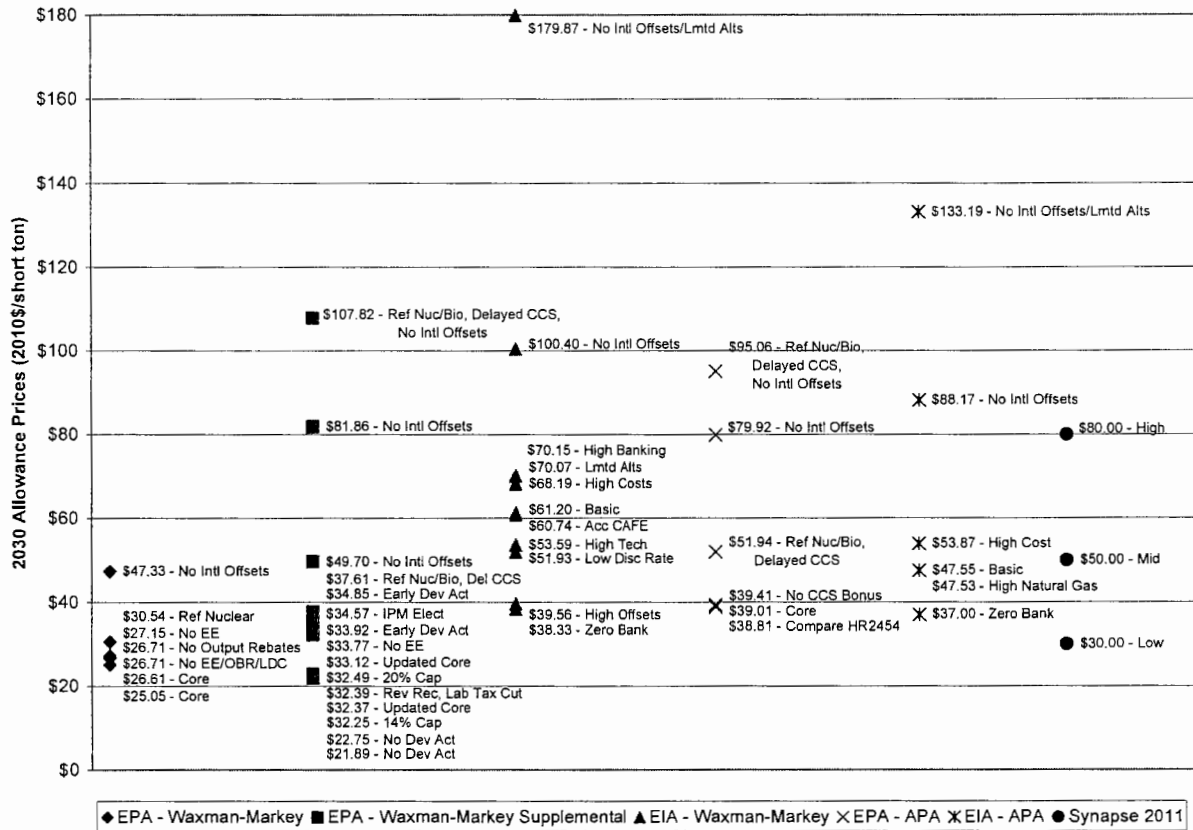 2030 Allowance Prices (2010$/short ton)
$180
$160
$140
$120
$100
$80
$60
$40
$20
$0
$47.33 - No Intl Offsets
$30.54 - Ref Nuclear
$27.15 - No EE
$26.71 - No Output Rebates
$26.71 - No EE/OBR/LDC
$26.61 - Core
$25.05 - Core
$107.82 - Ref Nuc/Bio, Delayed CCS,
No Intl Offsets
$81.86 - No Intl Offsets
$49.70 - No Intl Offsets
$37.61 - Ref Nuc/Bio, Del CCS
$34.85 - Early Dev Act
$34.57 - IPM Elect
$33.92 - Early Dev Act
$33.77 - No EE
$33.12 - Updated Core
$32.49 - 20% Cap
$32.39 - Rev Rec, Lab Tax Cut
$32.37 - Updated Core
$32.25 - 14% Cap
$22.75 - No Dev Act
$21.89 - No Dev Act
$179.87 - No Intl Offsets/Lmtd Alts
$100.40 - No Intl Offsets
$70.15 - High Banking
$70.07 - Lmtd Alts
$68.19 - High Costs
$61.20 - Basic
$60.74 - Acc CAFE
$53.59 - High Tech
$51.93 - Low Disc Rate
$39.56 - High Offsets
$38.33 - Zero Bank
$95.06 - Ref Nuc/Bio,
Delayed CCS,
No Intl Offsets
$79.92 - No Intl Offsets
$51.94 - Ref Nuc/Bio,
Delayed CCS
$39.41 - No CCS Bonus
$39.01 - Core
$38.81 - Compare HR2454
$133.19 - No Intl Offsets/Lmtd Alts
$88.17 - No Intl Offsets
$53.87 - High Cost
$47.55 - Basic
$47.53 - High Natural Gas
$37.00 - Zero Bank
$80.00 - High
$50.00 - Mid
$30.00 - Low
EPA - Waxman-Markey EPA - Waxman-Markey Supplemental EIA - Waxman-Markey EPA - APA EIA - APA Synapse 2011